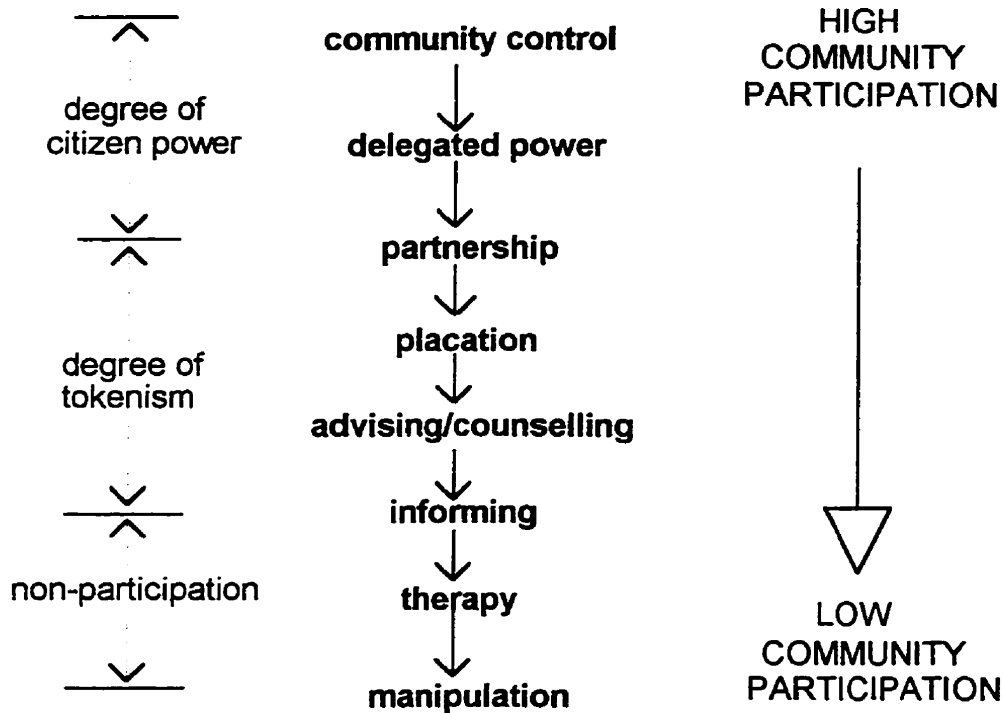 degree of
citizen power
degree of
tokenism
non-participation
community control
delegated power
partnership
placation
advising/counselling
informing
therapy
manipulation
HIGH
COMMUNITY
PARTICIPATION
LOW
COMMUNITY
PARTICIPATION